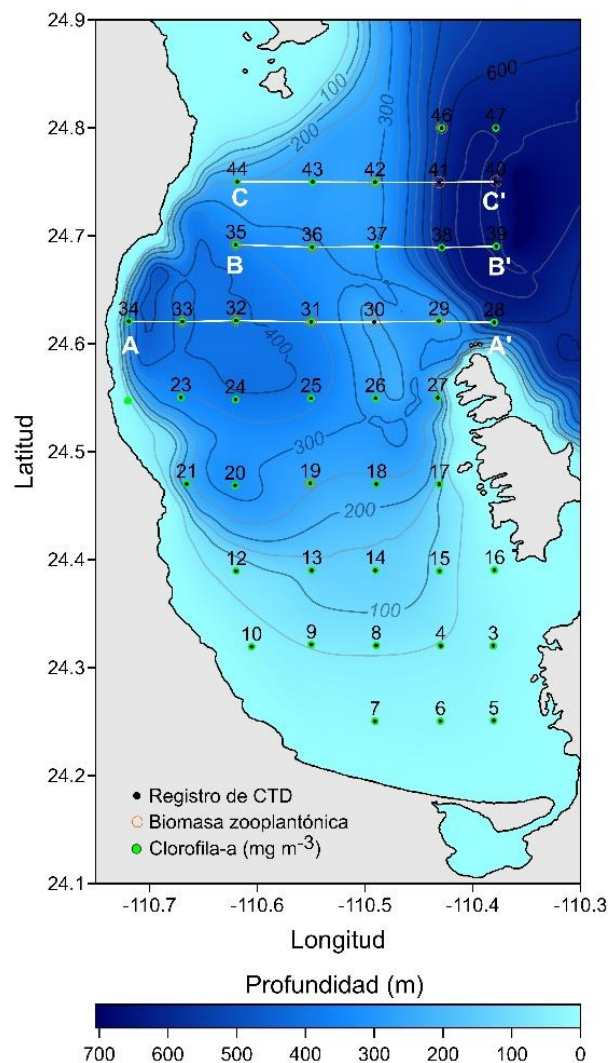 24.9
24.8
24.7
24.6
24.5
24.4
24.3
24.2
24.1
Latitud
100
200
300
600
46 47
44 43 42 41 40
C C'
35 36 37 38 39
B B'
34 33 32 31 30 29 28
A A'
400
23 24 25 26 27
300
21 20 19 18 17
200
12 13 14 15 16
100
10 9 8 4 3
7 6 5
Registro de CTD
Biomasa zooplantónica
Clorofila-a (mg m⁻³)
-110.7 -110.6 -110.5 -110.4 -110.3
Longitud
Profundidad (m)
700 600 500 400 300 200 100 0